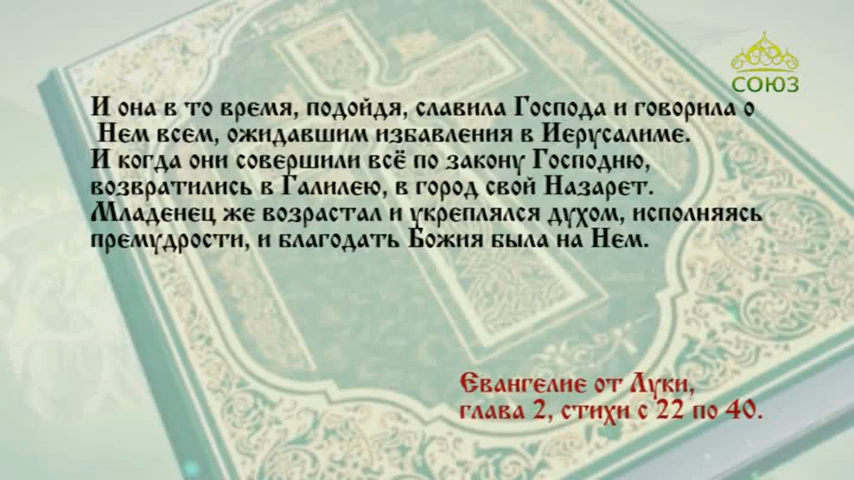 СОЮЗ
И она в то время, подойдя, славила Господа и говорила о
Нем всем, ожидавшим избавления в Иерусалиме.
И когда они совершили всё по закону Господню,
возвратились в Галилею, в город свой Назарет.
Младенец же возрастал и укреплялся духом, исполняясь
премудрости, и благодать Божия была на Нем.
Евангелие от Луки,
глава 2, стихи с 22 по 40.